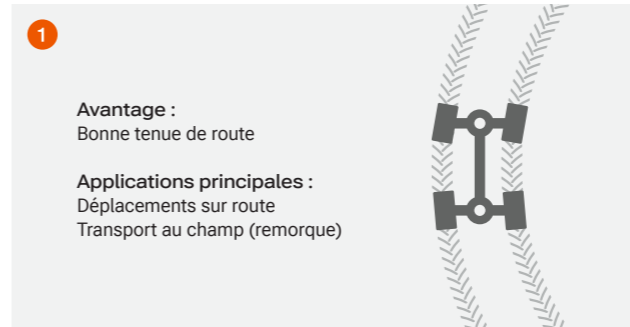 1
Avantage :
Bonne tenue de route
Applications principales :
Déplacements sur route
Transport au champ (remorque)